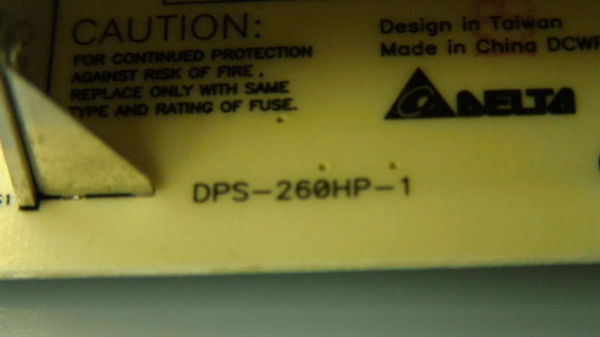 CAUTION:
FOR CONTINUED PROTECTION
AGAINST RISK OF FIRE,
REPLACE ONLY WITH SAME
TYPE AND RATING OF FUSE.
Design in Taiwan
Made in China DCWP
DELTA
DPS-260HP-1